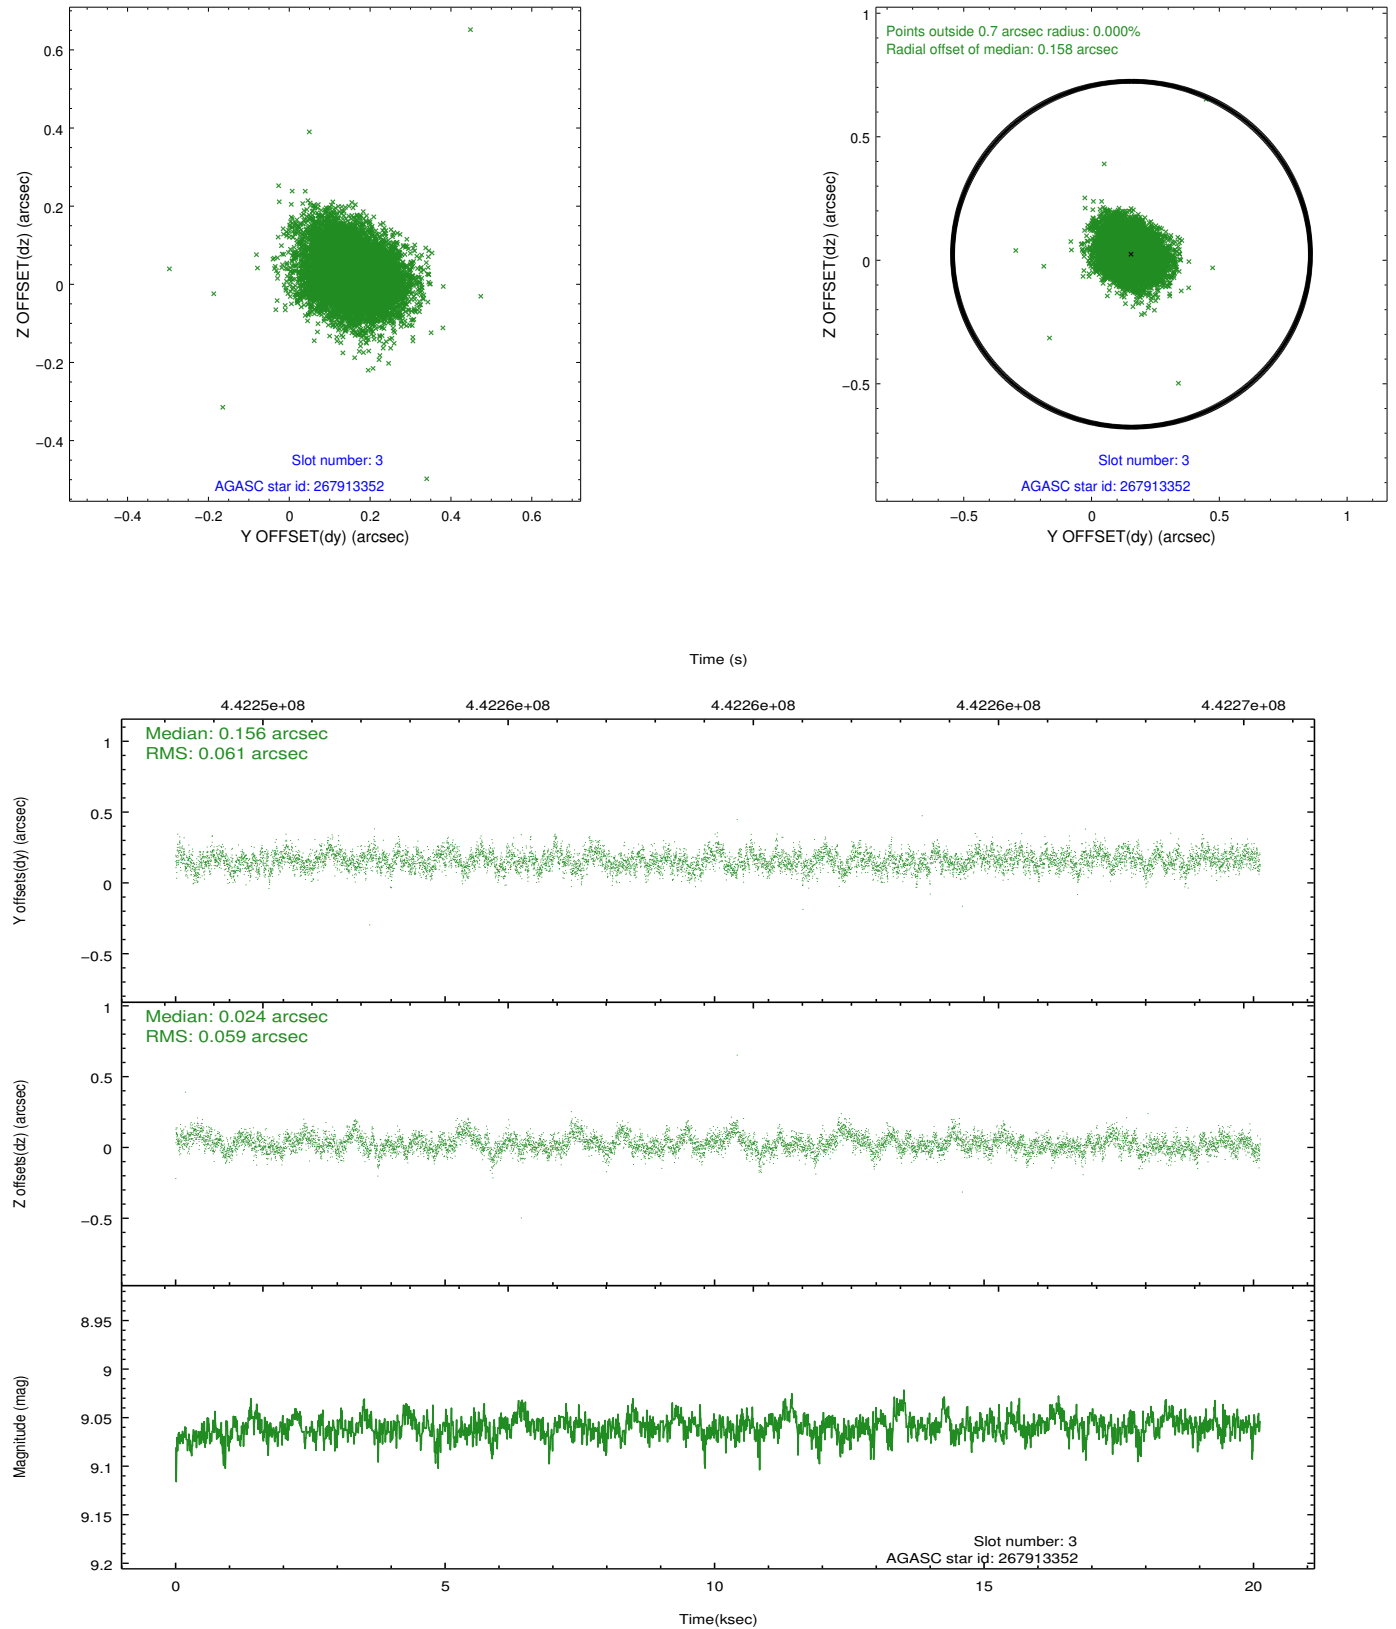 0.6
0.4
0.2
0
−0.2
−0.4
−0.4
−0.2
0
0.2
0.4
0.6
Z OFFSET(dz) (arcsec)
Y OFFSET(dy) (arcsec)
Slot number: 3
AGASC star id: 267913352
Points outside 0.7 arcsec radius: 0.000%
Radial offset of median: 0.158 arcsec
1
0.5
0
−0.5
−0.5
0
0.5
1
Z OFFSET(dz) (arcsec)
Y OFFSET(dy) (arcsec)
Slot number: 3
AGASC star id: 267913352
Time (s)
4.4225e+08
4.4226e+08
4.4226e+08
4.4226e+08
4.4227e+08
Median: 0.156 arcsec
RMS: 0.061 arcsec
1
0.5
0
−0.5
Y offsets(dy) (arcsec)
Median: 0.024 arcsec
RMS: 0.059 arcsec
1
0.5
0
−0.5
Z offsets(dz) (arcsec)
8.95
9
9.05
9.1
9.15
9.2
Magnitude (mag)
Slot number: 3
AGASC star id: 267913352
0
5
10
15
20
Time(ksec)